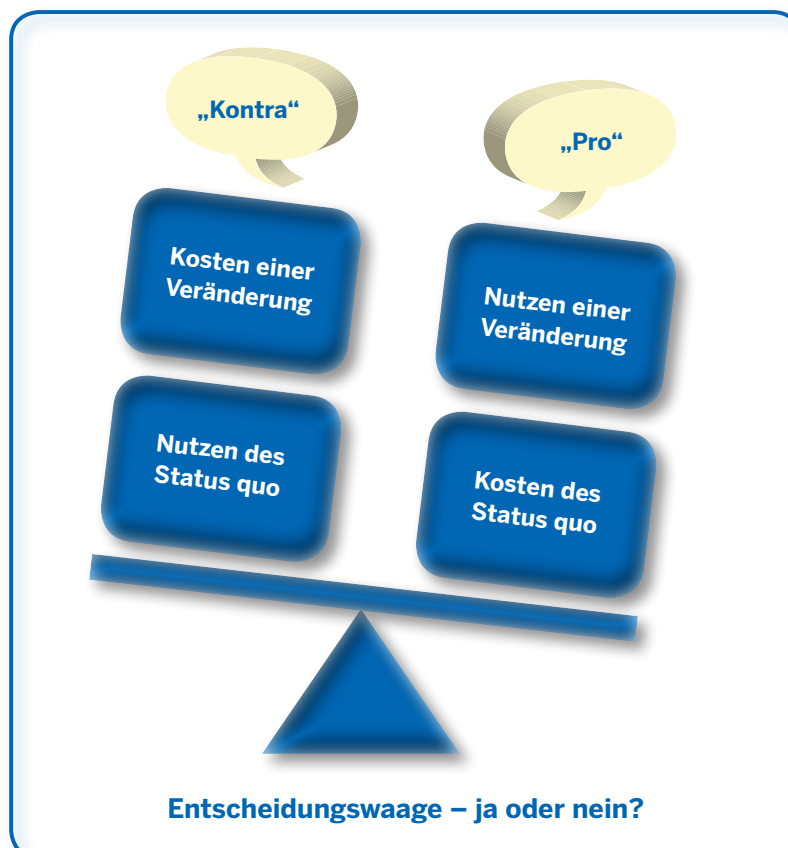 „Kontra“
„Pro“
Kosten einer
Veränderung
Nutzen einer
Veränderung
Nutzen des
Status quo
Kosten des
Status quo
Entscheidungswaage – ja oder nein?